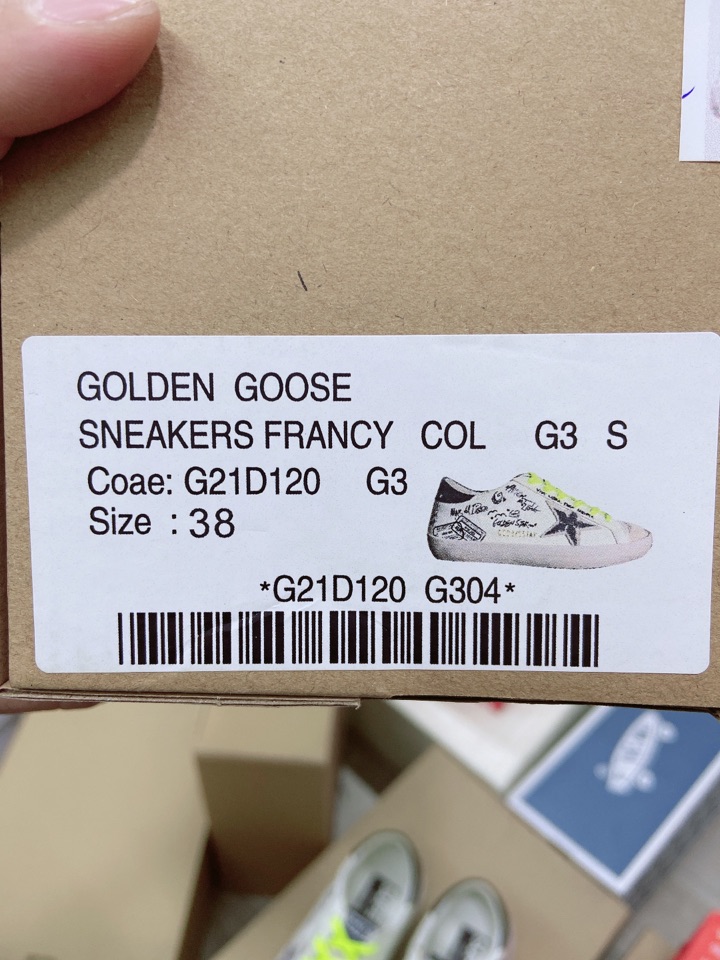 GOLDEN GOOSE
SNEAKERS FRANCY COL G3 S
Coae: G21D120 G3
Size : 38
*G21D120 G304*